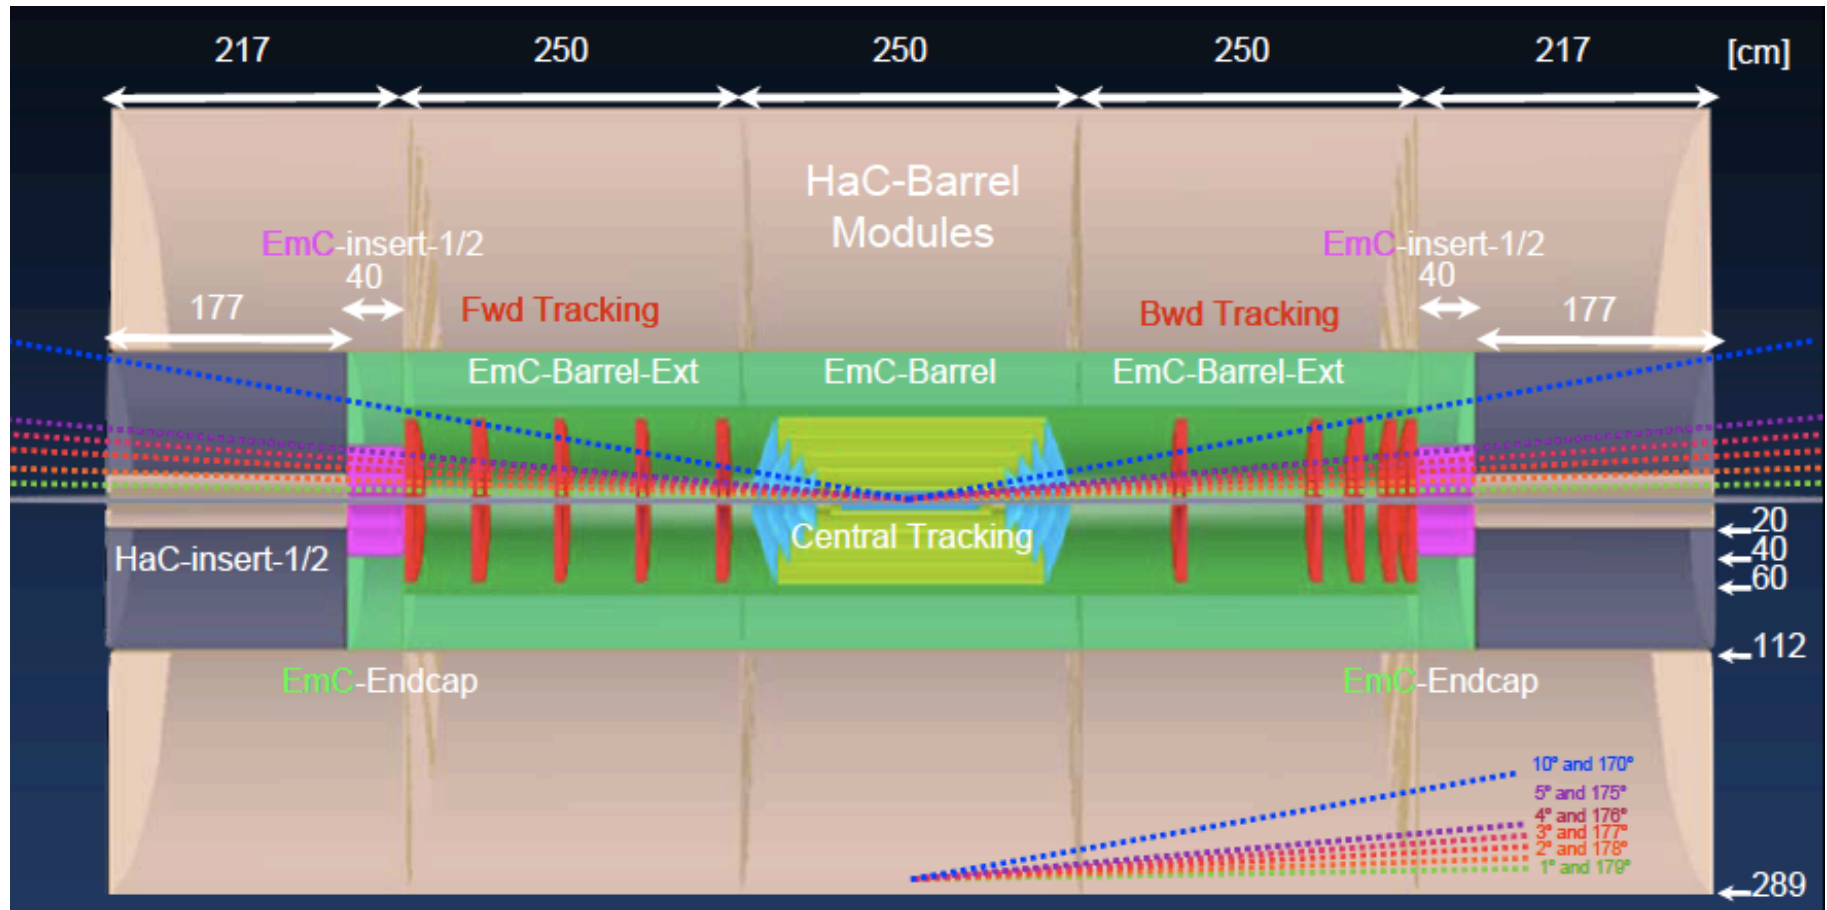 217 250 250 250 217 [cm]
HaC-Barrel
Modules
EmC-insert-1/2
40
177
Fwd Tracking
EmC-insert-1/2
40
177
Bwd Tracking
EmC-Barrel-Ext EmC-Barrel EmC-Barrel-Ext
Central Tracking
HaC-insert-1/2
20
40
60
112
EmC-Endcap EmC-Endcap
10° and 170°
5° and 175°
4° and 176°
3° and 177°
2° and 178°
1° and 179°
289